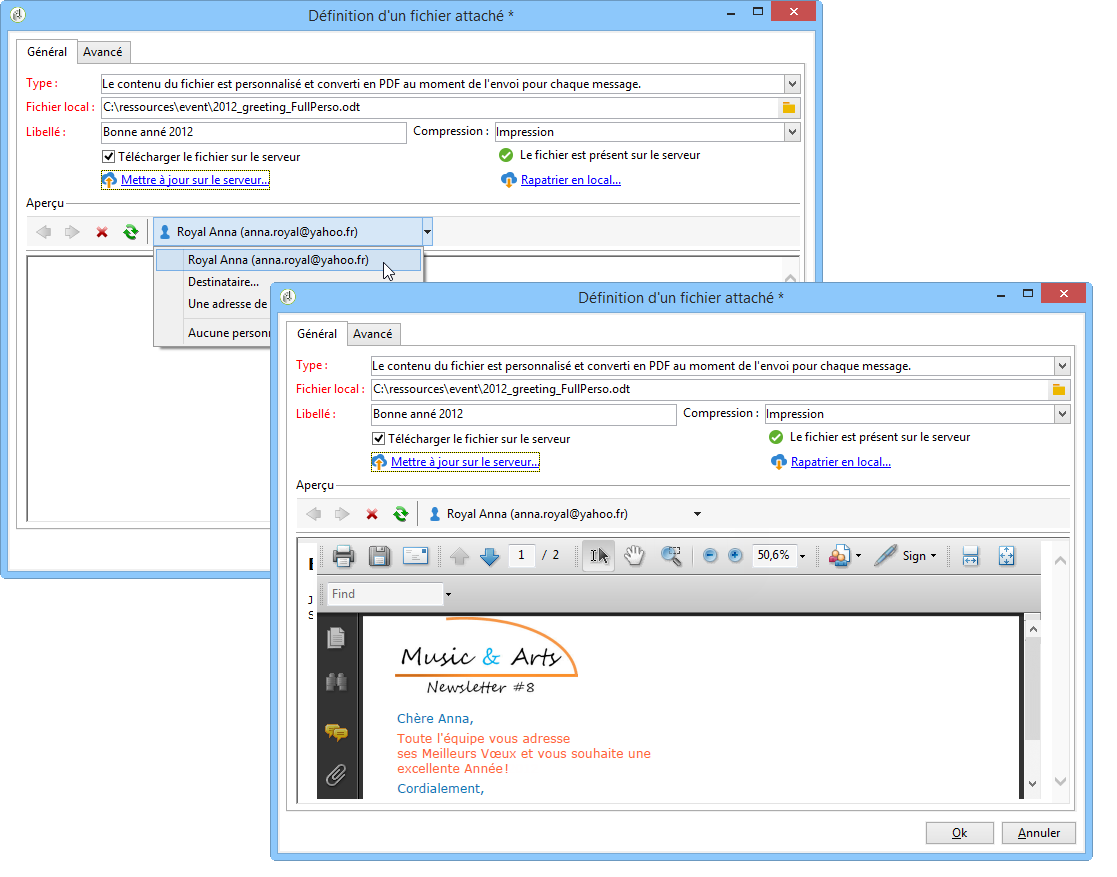 Définition d'un fichier attaché *
Général Avancé
Type : Le contenu du fichier est personnalisé et converti en PDF au moment de l'envoi pour chaque message.
Fichier local : C:\ressources\event\2012_greeting_FullPerso.odt
Libellé : Bonne anné 2012 Compression : Impression
Télécharger le fichier sur le serveur Le fichier est présent sur le serveur
Mettre à jour sur le serveur... Rapatrier en local...
Aperçu
Royal Anna (anna.royal@yahoo.fr)
Royal Anna (anna.royal@yahoo.fr)
Destinataire...
Une adresse de
Aucune person
Définition d'un fichier attaché *
Général Avancé
Type : Le contenu du fichier est personnalisé et converti en PDF au moment de l'envoi pour chaque message.
Fichier local : C:\ressources\event\2012_greeting_FullPerso.odt
Libellé : Bonne anné 2012 Compression : Impression
Télécharger le fichier sur le serveur Le fichier est présent sur le serveur
Mettre à jour sur le serveur... Rapatrier en local...
Aperçu
Royal Anna (anna.royal@yahoo.fr)
1 / 2 50,6% Sign
Find
Music & Arts
Newsletter #8
Chère Anna,
Toute l'équipe vous adresse
ses Meilleurs Vœux et vous souhaite une
excellente Année!
Cordialement,
Ok Annuler